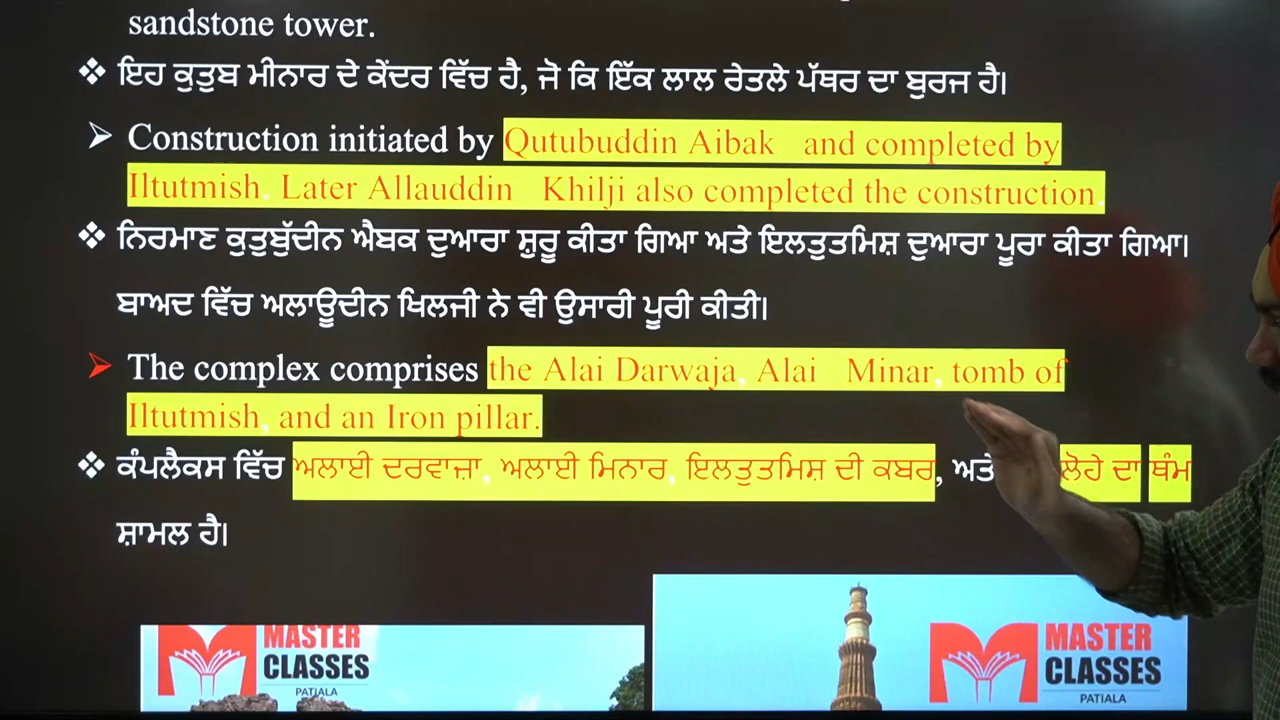 sandstone tower.
❖ ਇਹ ਕੁਤੁਬ ਮੀਨਾਰ ਦੇ ਕੇਂਦਰ ਵਿੱਚ ਹੈ, ਜੋ ਕਿ ਇੱਕ ਲਾਲ ਰੇਤਲੇ ਪੱਥਰ ਦਾ ਬੁਰਜ ਹੈ।
➢ Construction initiated by Qutubuddin Aibak and completed by
Iltutmish. Later Allauddin Khilji also completed the construction.
❖ ਨਿਰਮਾਣ ਕੁਤੁਬੁੱਦੀਨ ਐਬਕ ਦੁਆਰਾ ਸ਼ੁਰੂ ਕੀਤਾ ਗਿਆ ਅਤੇ ਇਲਤੁਤਮਿਸ਼ ਦੁਆਰਾ ਪੂਰਾ ਕੀਤਾ ਗਿਆ।
ਬਾਅਦ ਵਿੱਚ ਅਲਾਊਦੀਨ ਖਿਲਜੀ ਨੇ ਵੀ ਉਸਾਰੀ ਪੂਰੀ ਕੀਤੀ।
➢ The complex comprises the Alai Darwaja, Alai Minar, tomb of
Iltutmish, and an Iron pillar.
❖ ਕੰਪਲੈਕਸ ਵਿੱਚ ਅਲਾਈ ਦਰਵਾਜ਼ਾ, ਅਲਾਈ ਮਿਨਾਰ, ਇਲਤੁਤਮਿਸ਼ ਦੀ ਕਬਰ, ਅਤੇ ਲੋਹੇ ਦਾ ਥੰਮ
ਸ਼ਾਮਲ ਹੈ।
MASTER
CLASSES
PATIALA
MASTER
CLASSES
PATIALA